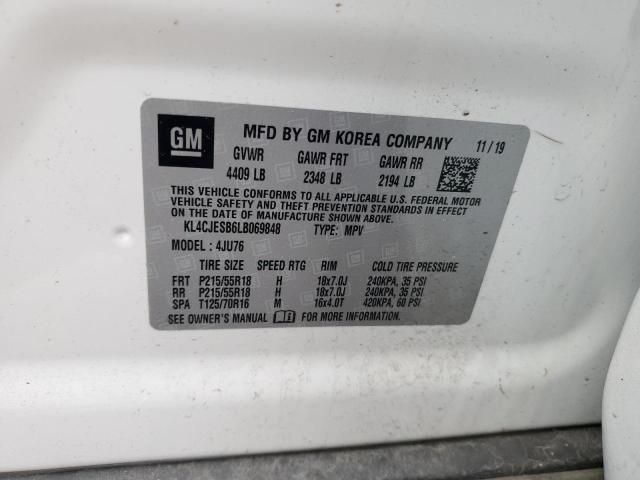 GM MFD BY GM KOREA COMPANY 11/19
GVWR GAWR FRT GAWR RR
4409 LB 2348 LB 2194 LB
THIS VEHICLE CONFORMS TO ALL APPLICABLE U.S. FEDERAL MOTOR
VEHICLE SAFETY AND THEFT PREVENTION STANDARDS IN EFFECT
ON THE DATE OF MANUFACTURE SHOWN ABOVE.
KL4CJESB6LB069848 TYPE: MPV
MODEL : 4JU76
TIRE SIZE SPEED RTG RIM COLD TIRE PRESSURE
FRT P215/55R18 H 18x7.0J 240KPA, 35 PSI
RR P215/55R18 H 18x7.0J 240KPA, 35 PSI
SPA T125/70R16 M 16x4.0T 420KPA, 60 PSI
SEE OWNER'S MANUAL FOR MORE INFORMATION.